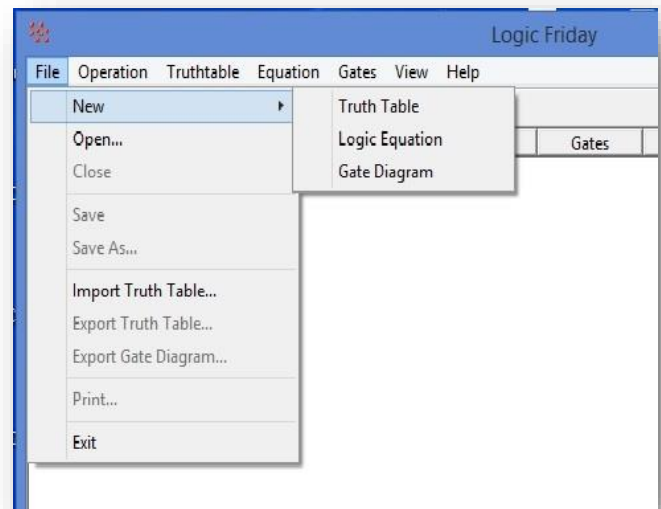 Logic Friday
File Operation Truthtable Equation Gates View Help
New
Open...
Close
Save
Save As...
Import Truth Table...
Export Truth Table...
Export Gate Diagram...
Print...
Exit
Truth Table
Logic Equation
Gate Diagram
Gates